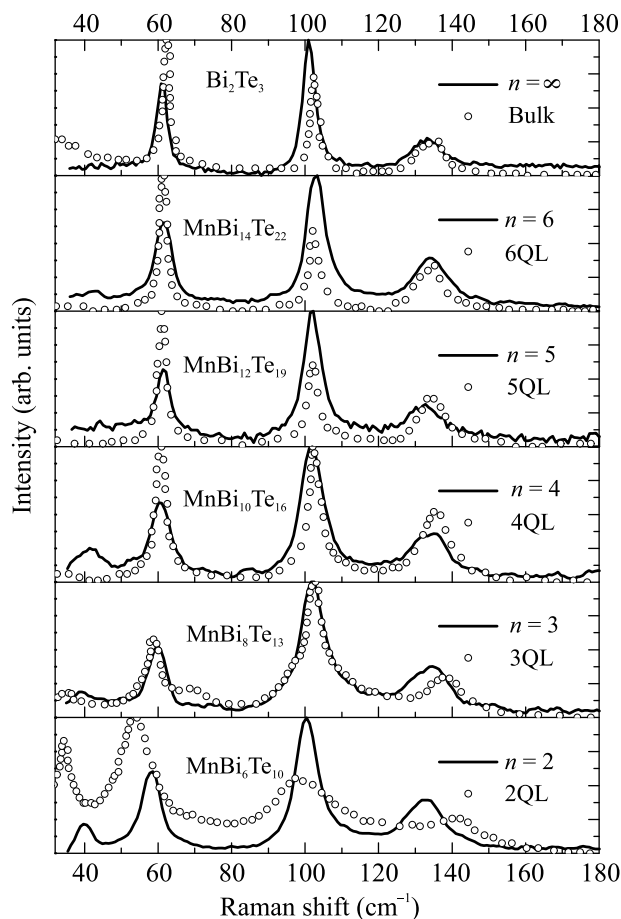 40 60 80 100 120 140 160 180
Bi₂Te₃
n = ∞
Bulk
MnBi₁₄Te₂₂
n = 6
6QL
MnBi₁₂Te₁₉
n = 5
5QL
MnBi₁₀Te₁₆
n = 4
4QL
MnBi₈Te₁₃
n = 3
3QL
MnBi₆Te₁₀
n = 2
2QL
40 60 80 100 120 140 160 180
Raman shift (cm⁻¹)
Intensity (arb. units)